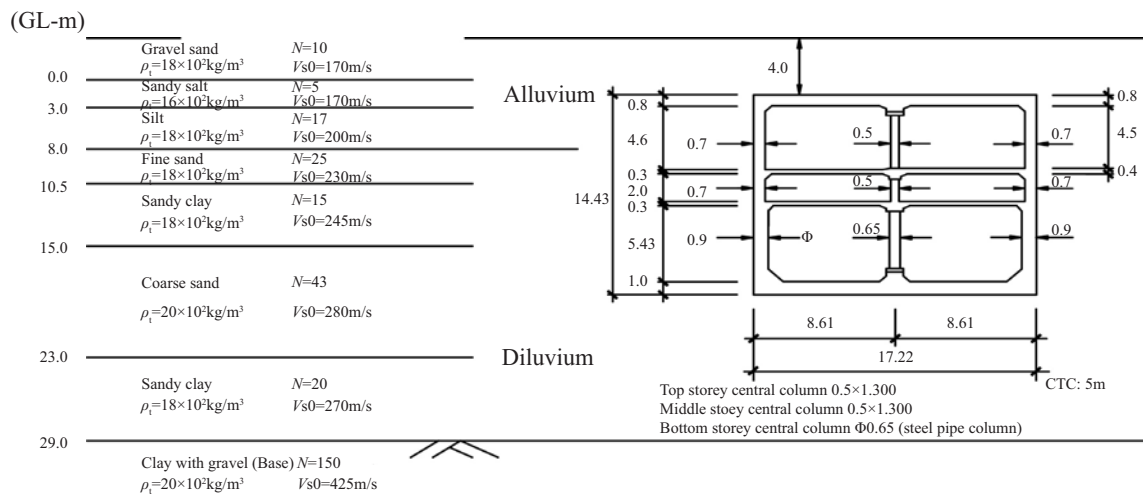 (GL-m)
Gravel sand N=10
ρt=18×10²kg/m³ Vs0=170m/s
0.0
Sandy salt N=5
ρt=16×10²kg/m³ Vs0=170m/s
3.0
Silt N=17
ρt=18×10²kg/m³ Vs0=200m/s
8.0
Fine sand N=25
ρt=18×10²kg/m³ Vs0=230m/s
10.5
Sandy clay N=15
ρt=18×10²kg/m³ Vs0=245m/s
15.0
Coarse sand N=43
ρt=20×10²kg/m³ Vs0=280m/s
23.0
Sandy clay N=20
ρt=18×10²kg/m³ Vs0=270m/s
29.0
Clay with gravel (Base) N=150
ρt=20×10²kg/m³ Vs0=425m/s
Alluvium
Diluvium
4.0
0.8 0.8
4.6 0.7 0.5 0.7 4.5
0.3 0.4
2.0 0.7 0.5 0.7
14.43
0.3
5.43 0.9 Φ 0.65 0.9
1.0
8.61 8.61
17.22
CTC: 5m
Top storey central column 0.5×1.300
Middle stoey central column 0.5×1.300
Bottom storey central column Φ0.65 (steel pipe column)